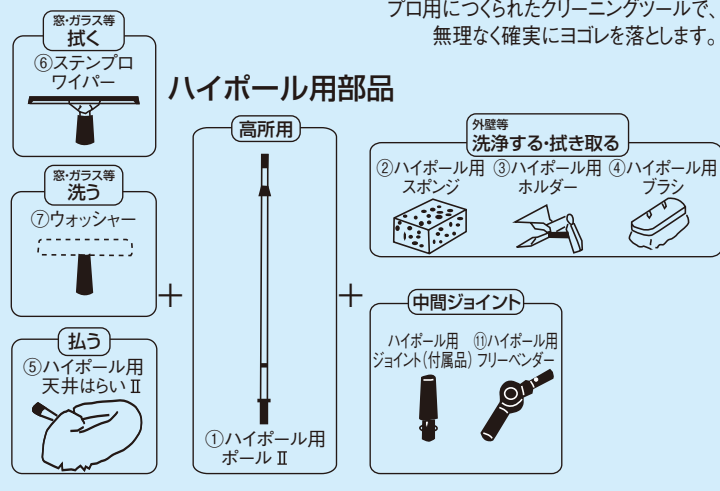 プロ用につくられたクリーニングツールで、
無理なく確実にヨゴレを落とします。
ハイポール用部品
窓・ガラス等
拭く
⑥ステンプロ
ワイパー
窓・ガラス等
洗う
⑦ウォッシャー
払う
⑤ハイポール用
天井はらいⅡ
+
高所用
①ハイポール用
ポールⅡ
+
外壁等
洗浄する・拭き取る
②ハイポール用
スポンジ
③ハイポール用
ホルダー
④ハイポール用
ブラシ
中間ジョイント
ハイポール用
ジョイント(付属品)
⑪ハイポール用
フリーベンダー